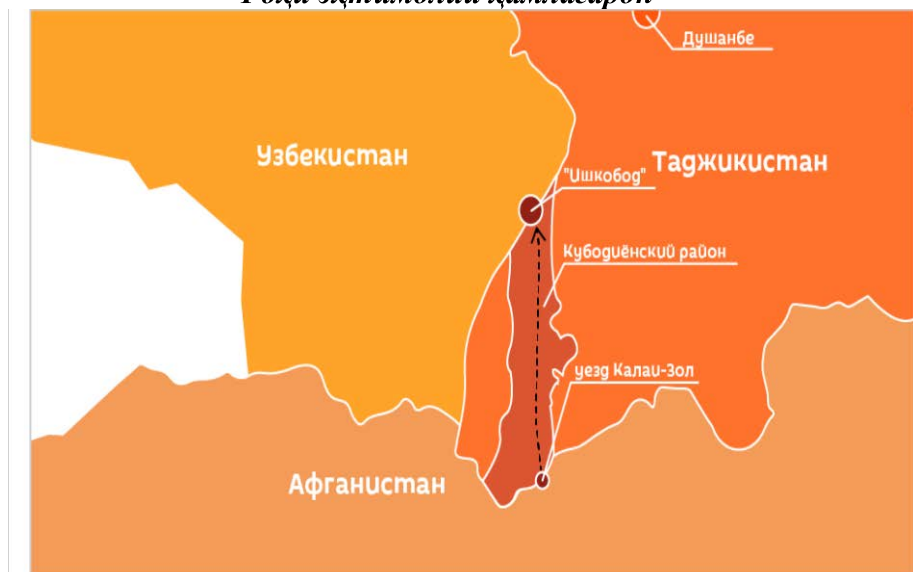 Душанбе
Узбекистан
Таджикистан
"Ишкобод"
Кубодиёнский район
уезд Калаи-Зол
Афганистан